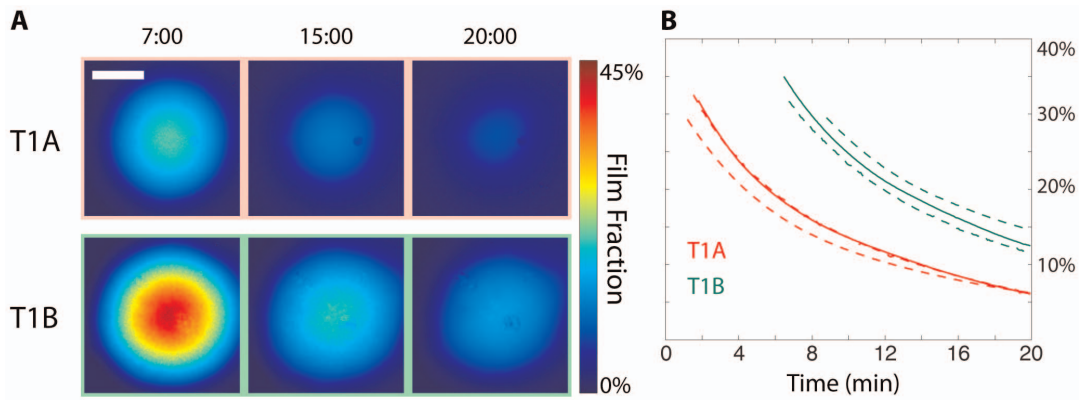 A
7:00 15:00 20:00
T1A
T1B
45%
Film Fraction
0%
B
40%
30%
20%
10%
T1A
T1B
0 4 8 12 16 20
Time (min)